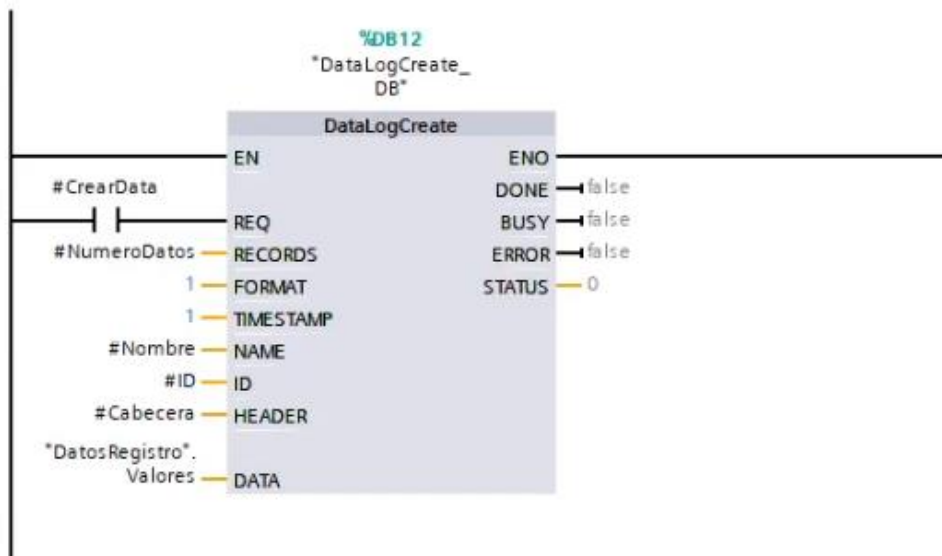 %DB12
"DataLogCreate_
DB"
DataLogCreate
EN ENO
#CrearData DONE false
REQ BUSY false
#NumeroDatos RECORDS ERROR false
1 FORMAT STATUS 0
1 TIMESTAMP
#Nombre NAME
#ID ID
#Cabecera HEADER
"DatosRegistro".
Valores DATA